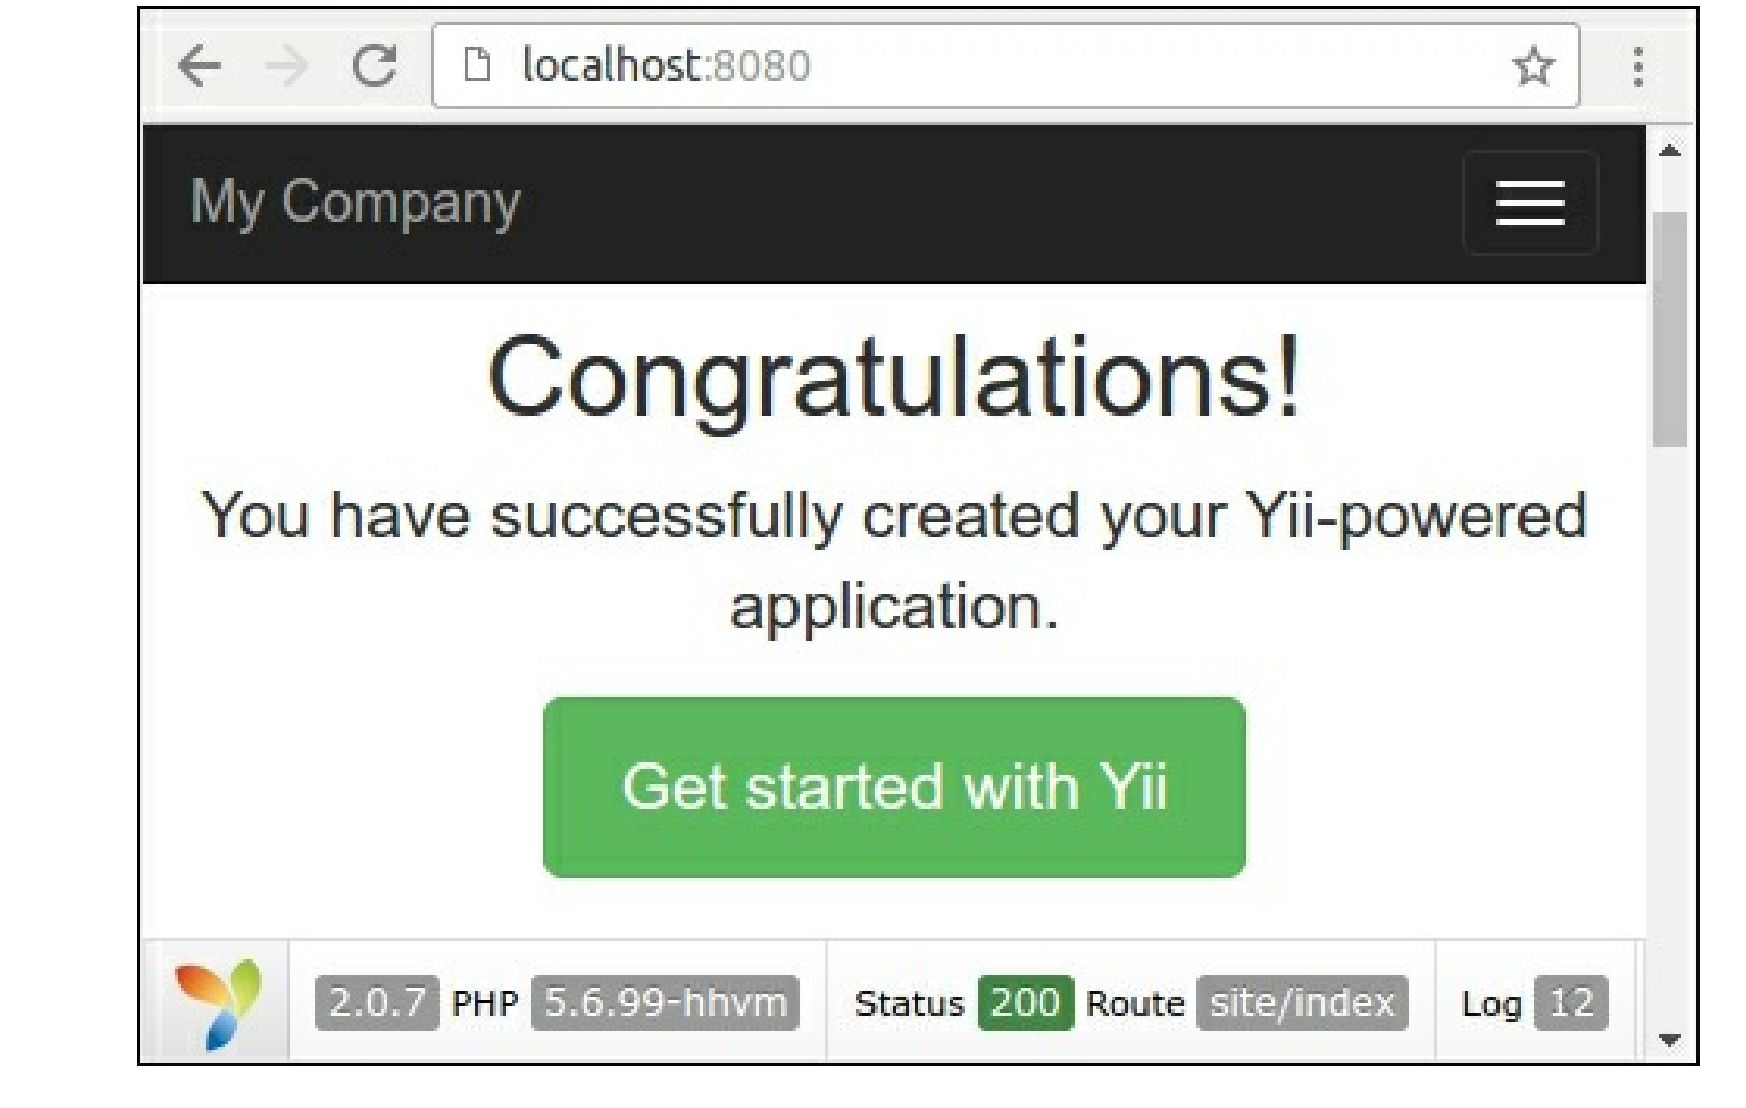 localhost:8080
My Company
Congratulations!
You have successfully created your Yii-powered
application.
Get started with Yii
2.0.7 PHP 5.6.99-hhvm Status 200 Route site/index Log 12